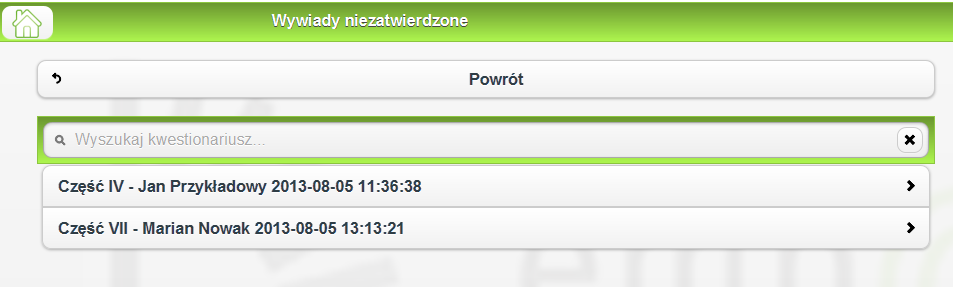 Wywiady niezatwierdzone
Powrót
Wyszukaj kwestionariusz...
Część IV - Jan Przykładowy 2013-08-05 11:36:38
Część VII - Marian Nowak 2013-08-05 13:13:21